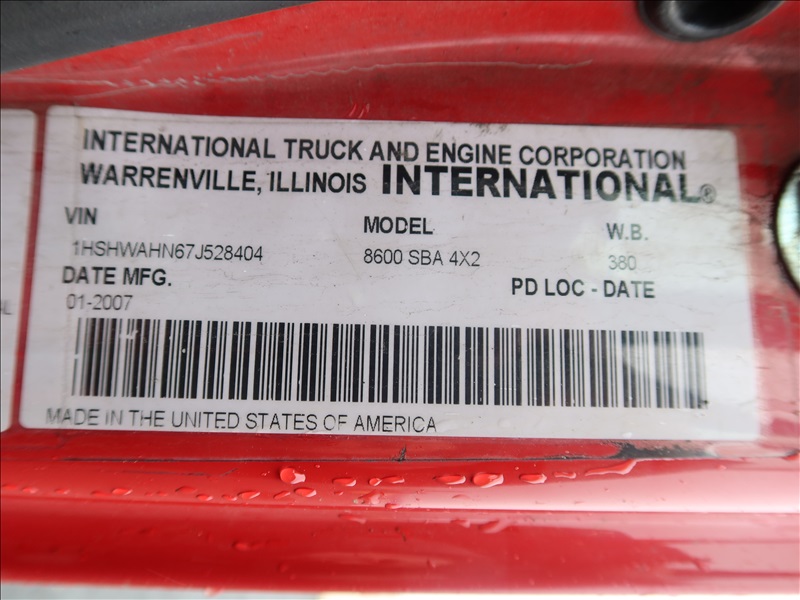 INTERNATIONAL TRUCK AND ENGINE CORPORATION
WARRENVILLE, ILLINOIS INTERNATIONAL®
VIN MODEL W.B.
1HSHWAHN67J528404 8600 SBA 4X2 380
DATE MFG. PD LOC - DATE
01-2007
MADE IN THE UNITED STATES OF AMERICA